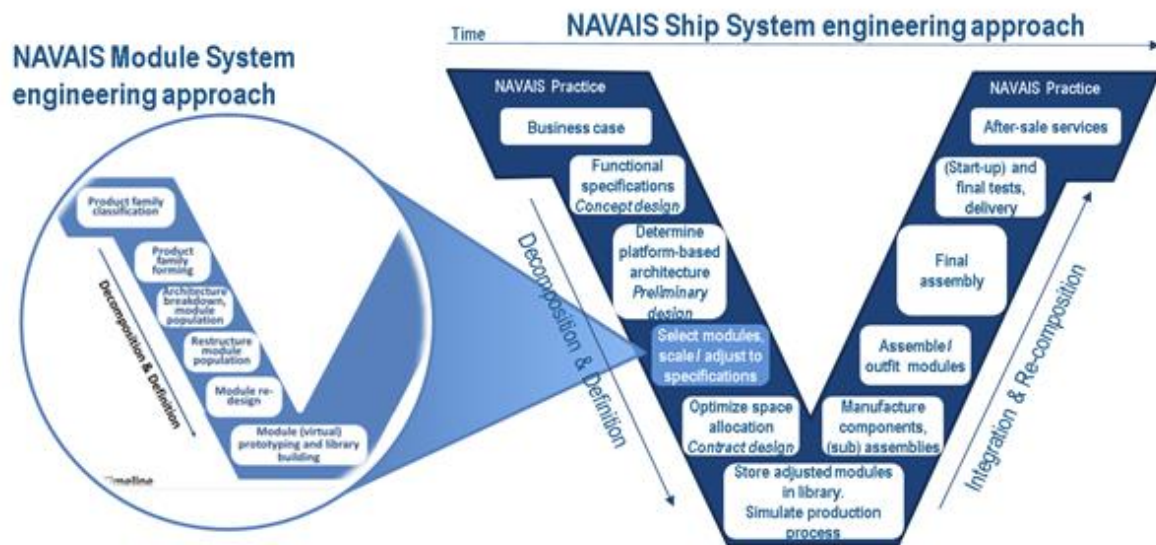 NAVAIS Module System
engineering approach
Product family
classification
Product
family
forming
Architecture
breakdown,
module
population
Restructure
module
population
Module re-
design
Module (virtual)
prototyping and library
building
Decomposition & Definition
Timeline
NAVAIS Ship System engineering approach
Time
NAVAIS Practice
Business case
Functional
specifications
Concept design
Determine
platform-based
architecture
Preliminary
design
Select modules,
scale/ adjust to
specifications
Optimize space
allocation
Contract design
Store adjusted modules
in library.
Simulate production
process
Decomposition & Definition
Manufacture
components,
(sub) assemblies
Assemble/
outfit modules
Final
assembly
(Start-up) and
final tests,
delivery
After-sale services
NAVAIS Practice
Integration & Re-composition